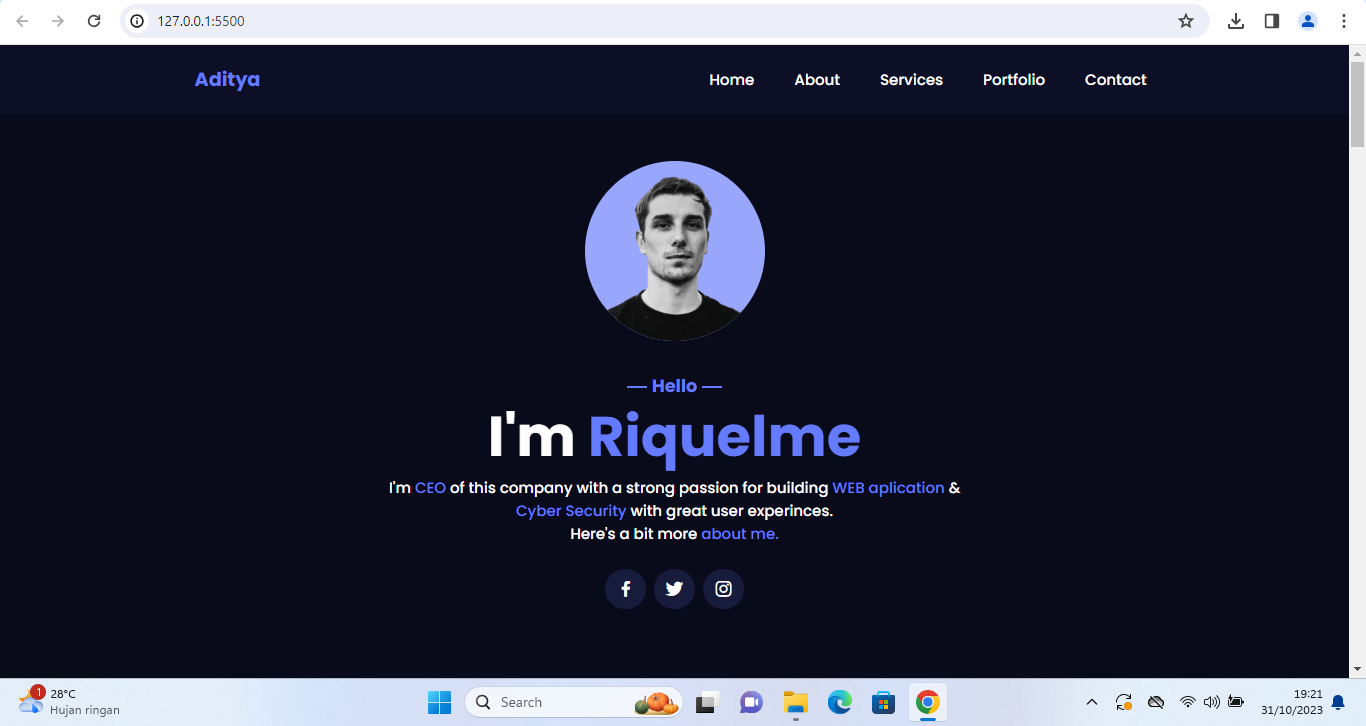 127.0.0.1:5500
Aditya
Home About Services Portfolio Contact
Hello
I'm Riquelme
I'm CEO of this company with a strong passion for building WEB aplication &
Cyber Security with great user experinces.
Here's a bit more about me.
1
28°C
Hujan ringan
Search
19:21
31/10/2023